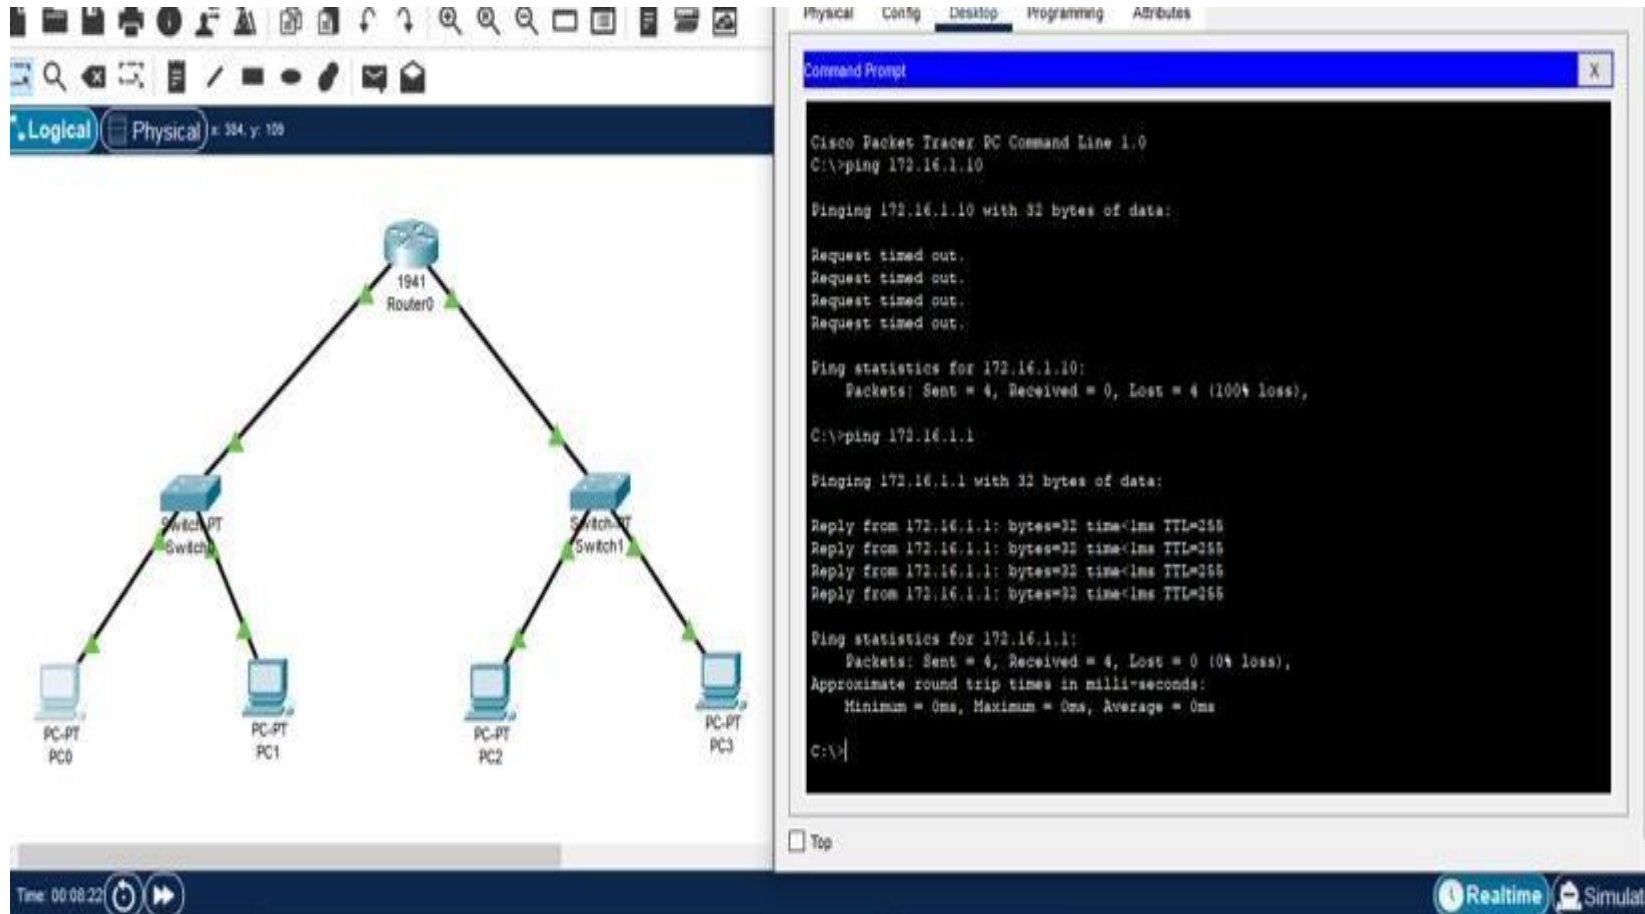 Physical Config Desktop Programming Attributes
Command Prompt
X
Logical Physical x: 384, y: 109
1941
Router0
Switch-PT
Switch0
Switch-PT
Switch1
PC-PT
PC0
PC-PT
PC1
PC-PT
PC2
PC-PT
PC3
Cisco Packet Tracer PC Command Line 1.0
C:\>ping 172.16.1.10
Pinging 172.16.1.10 with 32 bytes of data:
Request timed out.
Request timed out.
Request timed out.
Request timed out.
Ping statistics for 172.16.1.10:
Packets: Sent = 4, Received = 0, Lost = 4 (100% loss),
C:\>ping 172.16.1.1
Pinging 172.16.1.1 with 32 bytes of data:
Reply from 172.16.1.1: bytes=32 time<1ms TTL=255
Reply from 172.16.1.1: bytes=32 time<1ms TTL=255
Reply from 172.16.1.1: bytes=32 time<1ms TTL=255
Reply from 172.16.1.1: bytes=32 time<1ms TTL=255
Ping statistics for 172.16.1.1:
Packets: Sent = 4, Received = 4, Lost = 0 (0% loss),
Approximate round trip times in milli-seconds:
Minimum = 0ms, Maximum = 0ms, Average = 0ms
C:\>
Top
Time: 00:08:22
Realtime Simulat